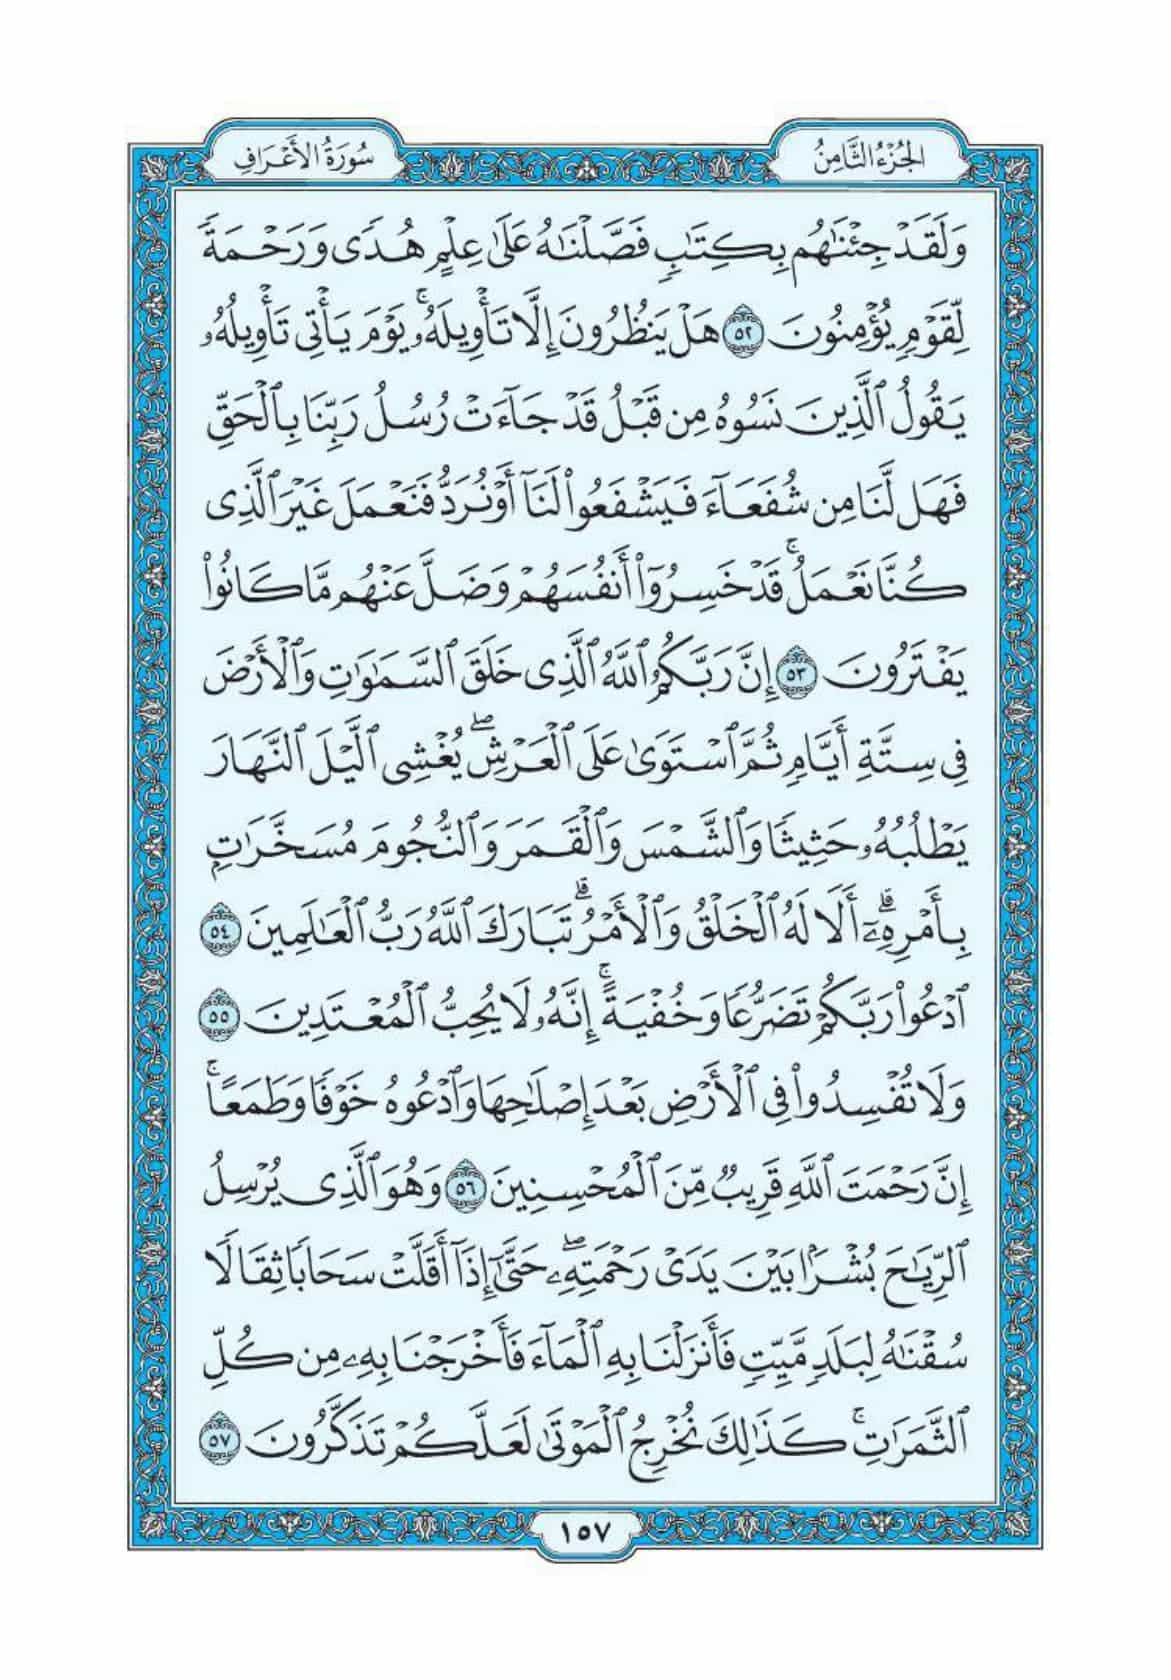 الجُزْءُ الثَّامِنُ
سُورَةُ الأَعْرَافِ
وَلَقَدْ جِئْنَٰهُم بِكِتَٰبٍ فَصَّلْنَٰهُ عَلَىٰ عِلْمٍ هُدًى وَرَحْمَةً
لِّقَوْمٍ يُؤْمِنُونَ ٥٢ هَلْ يَنظُرُونَ إِلَّا تَأْوِيلَهُۥۚ يَوْمَ يَأْتِى تَأْوِيلُهُۥ
يَقُولُ ٱلَّذِينَ نَسُوهُ مِن قَبْلُ قَدْ جَآءَتْ رُسُلُ رَبِّنَا بِٱلْحَقِّ
فَهَل لَّنَا مِن شُفَعَآءَ فَيَشْفَعُوا۟ لَنَآ أَوْ نُرَدُّ فَنَعْمَلَ غَيْرَ ٱلَّذِى
كُنَّا نَعْمَلُۚ قَدْ خَسِرُوٓا۟ أَنفُسَهُمْ وَضَلَّ عَنْهُم مَّا كَانُوا۟
يَفْتَرُونَ ٥٣ إِنَّ رَبَّكُمُ ٱللَّهُ ٱلَّذِى خَلَقَ ٱلسَّمَٰوَٰتِ وَٱلْأَرْضَ
فِى سِتَّةِ أَيَّامٍ ثُمَّ ٱسْتَوَىٰ عَلَى ٱلْعَرْشِۖ يُغْشِى ٱلَّيْلَ ٱلنَّهَارَ
يَطْلُبُهُۥ حَثِيثًا وَٱلشَّمْسَ وَٱلْقَمَرَ وَٱلنُّجُومَ مُسَخَّرَٰتٍۭ
بِأَمْرِهِۦٓۗ أَلَا لَهُ ٱلْخَلْقُ وَٱلْأَمْرُۗ تَبَارَكَ ٱللَّهُ رَبُّ ٱلْعَٰلَمِينَ ٥٤
ٱدْعُوا۟ رَبَّكُمْ تَضَرُّعًا وَخُفْيَةًۚ إِنَّهُۥ لَا يُحِبُّ ٱلْمُعْتَدِينَ ٥٥
وَلَا تُفْسِدُوا۟ فِى ٱلْأَرْضِ بَعْدَ إِصْلَٰحِهَا وَٱدْعُوهُ خَوْفًا وَطَمَعًاۚ
إِنَّ رَحْمَتَ ٱللَّهِ قَرِيبٌ مِّنَ ٱلْمُحْسِنِينَ ٥٦ وَهُوَ ٱلَّذِى يُرْسِلُ
ٱلرِّيَٰحَ بُشْرًۢا بَيْنَ يَدَىْ رَحْمَتِهِۦۖ حَتَّىٰٓ إِذَآ أَقَلَّتْ سَحَابًا ثِقَالًا
سُقْنَٰهُ لِبَلَدٍ مَّيِّتٍ فَأَنزَلْنَا بِهِ ٱلْمَآءَ فَأَخْرَجْنَا بِهِۦ مِن كُلِّ
ٱلثَّمَرَٰتِۚ كَذَٰلِكَ نُخْرِجُ ٱلْمَوْتَىٰ لَعَلَّكُمْ تَذَكَّرُونَ ٥٧
١٥٧